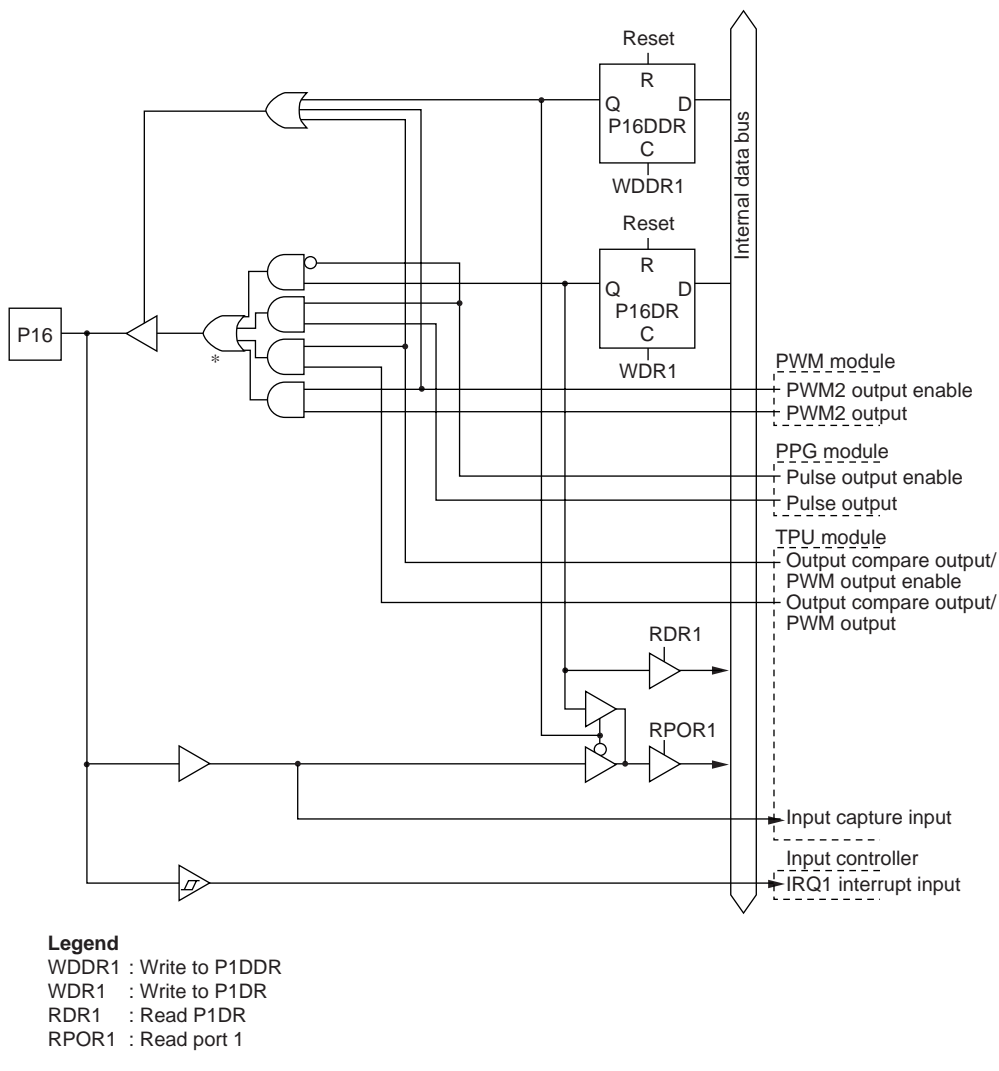 Reset
R
Q D
P16DDR
C
WDDR1
Internal data bus
Reset
R
Q D
P16DR
C
WDR1
P16
*
PWM module
PWM2 output enable
PWM2 output
PPG module
Pulse output enable
Pulse output
TPU module
Output compare output/
PWM output enable
Output compare output/
PWM output
RDR1
RPOR1
Input capture input
Input controller
IRQ1 interrupt input
Legend
WDDR1 : Write to P1DDR
WDR1 : Write to P1DR
RDR1 : Read P1DR
RPOR1 : Read port 1